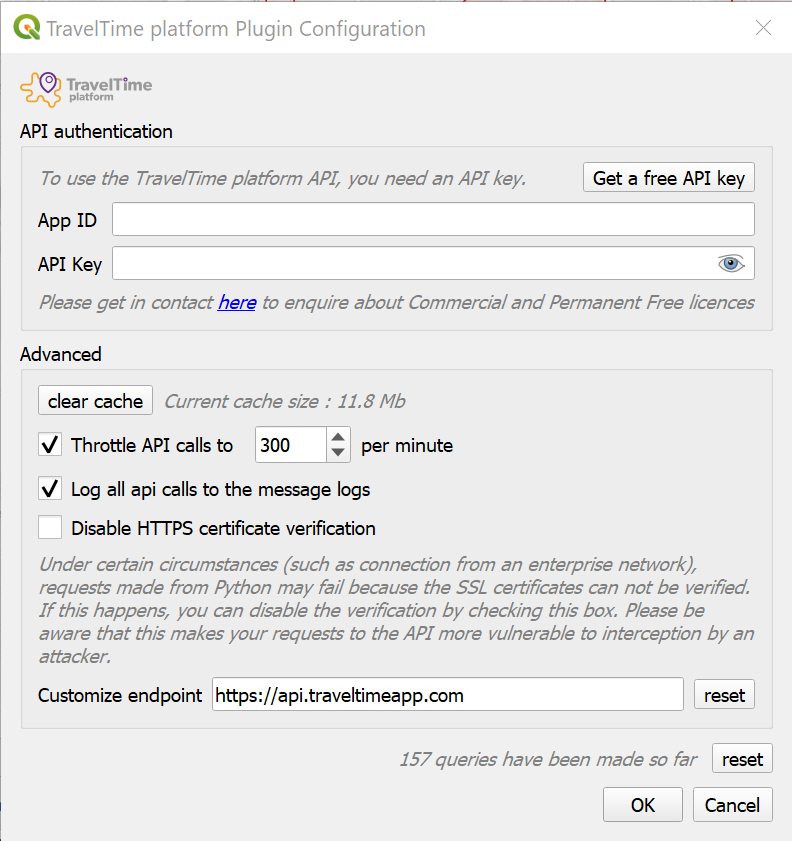 TravelTime platform Plugin Configuration
TravelTime
platform
API authentication
To use the TravelTime platform API, you need an API key.
Get a free API key
App ID
API Key
Please get in contact here to enquire about Commercial and Permanent Free licences
Advanced
clear cache
Current cache size : 11.8 Mb
Throttle API calls to 300 per minute
Log all api calls to the message logs
Disable HTTPS certificate verification
Under certain circumstances (such as connection from an enterprise network),
requests made from Python may fail because the SSL certificates can not be verified.
If this happens, you can disable the verification by checking this box. Please be
aware that this makes your requests to the API more vulnerable to interception by an
attacker.
Customize endpoint https://api.traveltimeapp.com reset
157 queries have been made so far reset
OK Cancel